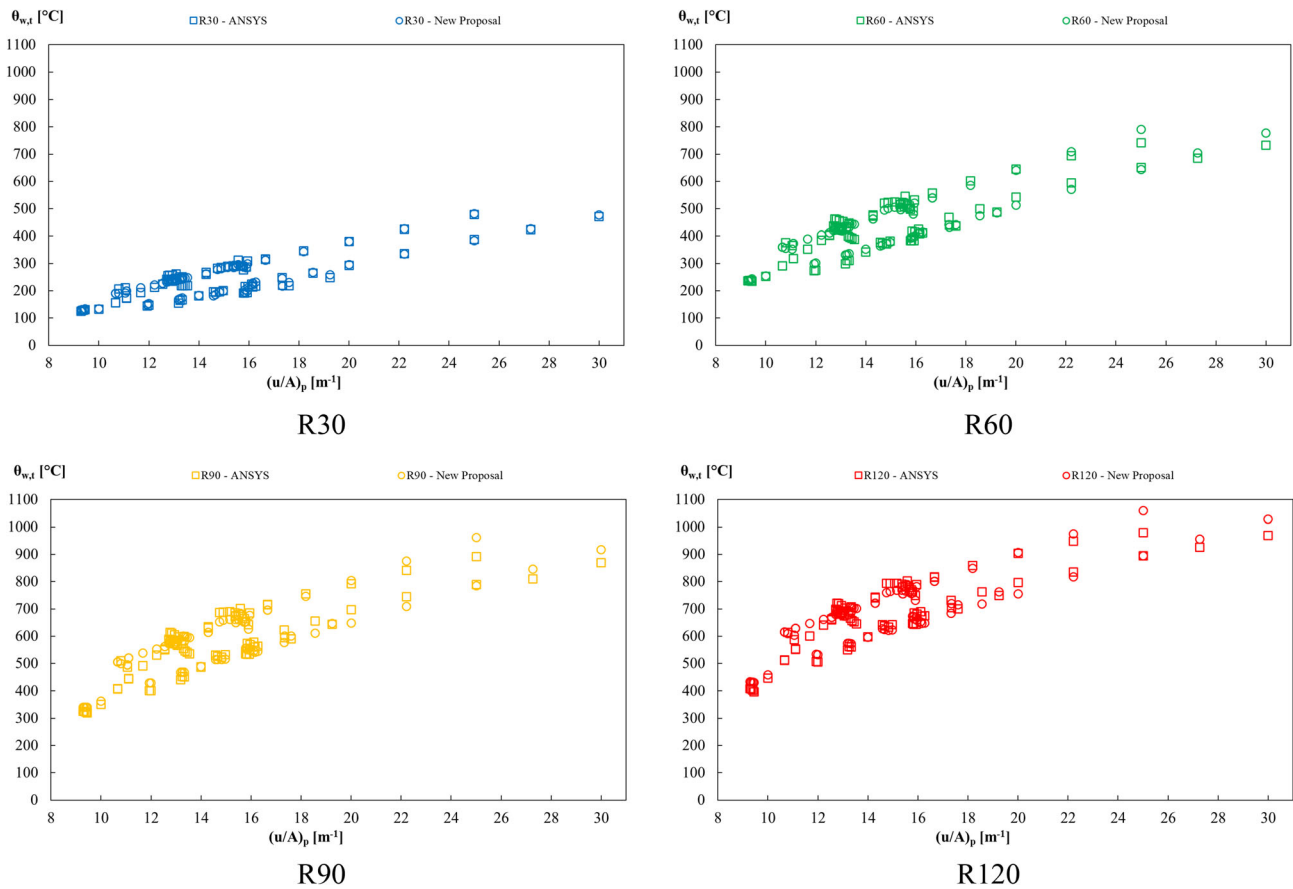 θw,t [°C]
R30 - ANSYS
R30 - New Proposal
1100
1000
900
800
700
600
500
400
300
200
100
0
8 10 12 14 16 18 20 22 24 26 28 30
(u/A)p [m-1]
R30
θw,t [°C]
R60 - ANSYS
R60 - New Proposal
1100
1000
900
800
700
600
500
400
300
200
100
0
8 10 12 14 16 18 20 22 24 26 28 30
(u/A)p [m-1]
R60
θw,t [°C]
R90 - ANSYS
R90 - New Proposal
1100
1000
900
800
700
600
500
400
300
200
100
0
8 10 12 14 16 18 20 22 24 26 28 30
(u/A)p [m-1]
R90
θw,t [°C]
R120 - ANSYS
R120 - New Proposal
1100
1000
900
800
700
600
500
400
300
200
100
0
8 10 12 14 16 18 20 22 24 26 28 30
(u/A)p [m-1]
R120